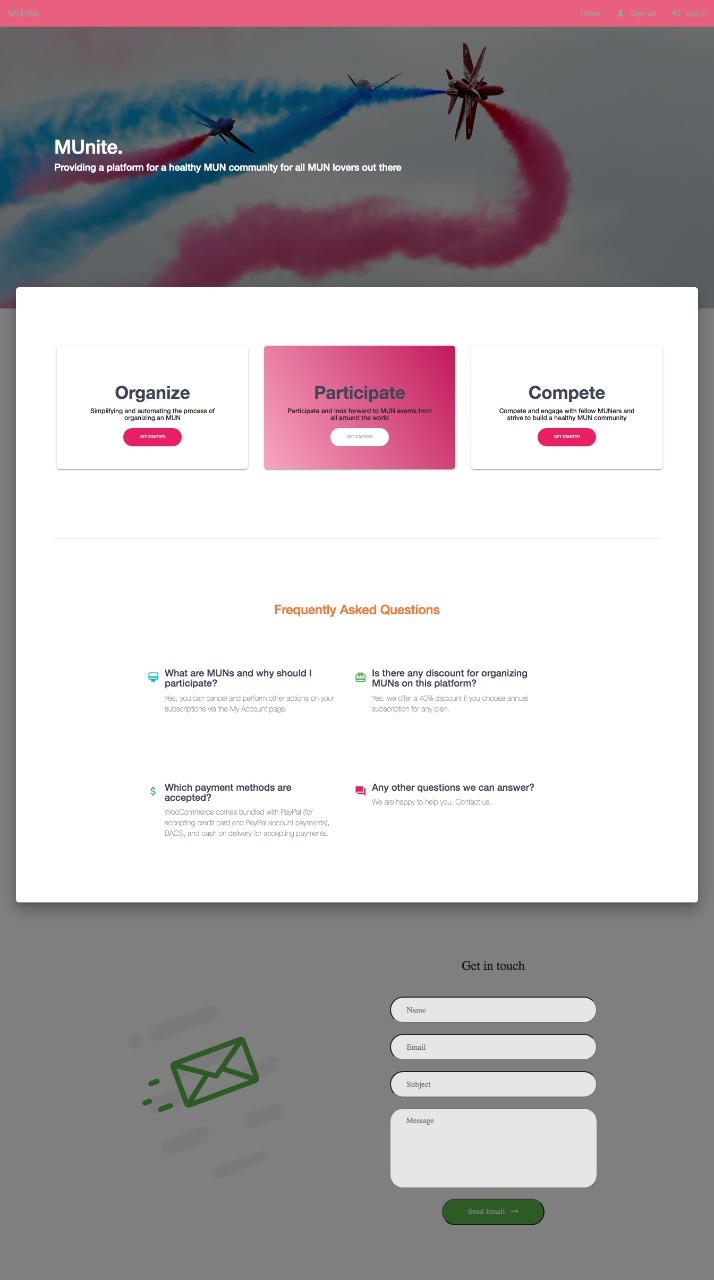 MUnite.
Home Sign up Log in
MUnite.
Providing a platform for a healthy MUN community for all MUN lovers out there
Organize
Simplifying and automating the process of
organizing an MUN
GET STARTED
Participate
Participate and look forward to MUN events from
all around the world
GET STARTED
Compete
Compete and engage with fellow MUNers and
strive to build a healthy MUN community
GET STARTED
Frequently Asked Questions
What are MUNs and why should I
participate?
Yes, you can cancel and perform other actions on your
subscriptions via the My Account page.
Is there any discount for organizing
MUNs on this platform?
Yes, we offer a 40% discount if you choose annual
subscription for any plan.
Which payment methods are
accepted?
WooCommerce comes bundled with PayPal (for
accepting credit card and PayPal account payments),
BACS, and cash on delivery for accepting payments.
Any other questions we can answer?
We are happy to help you. Contact us.
Get in touch
Name
Email
Subject
Message
Send Email →